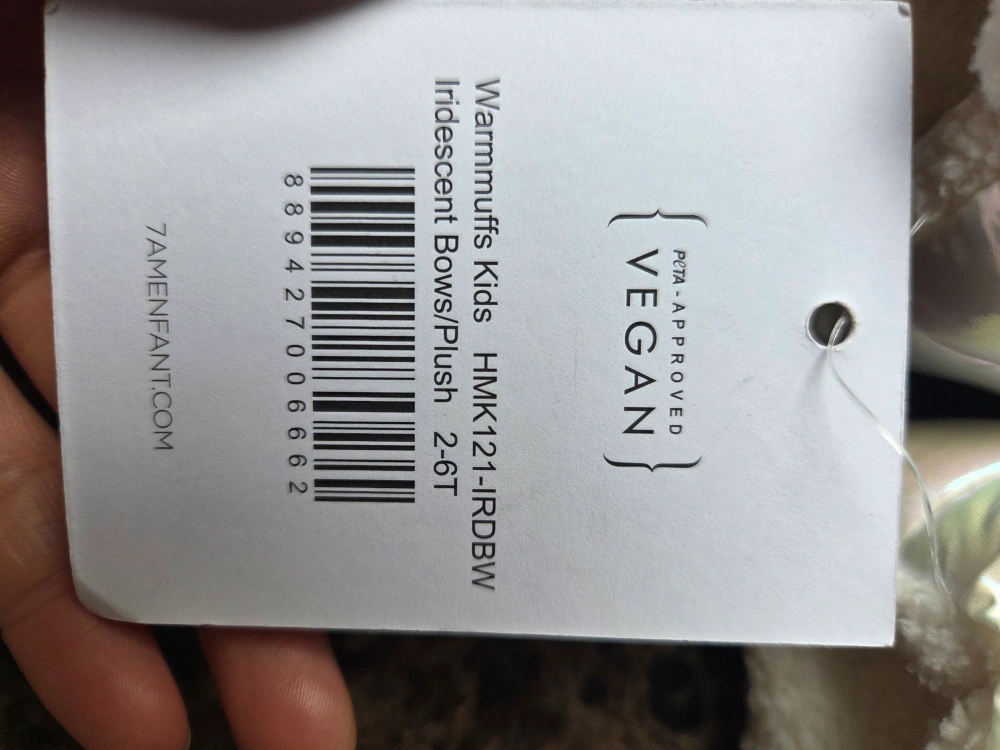 PETA-APPROVED
{VEGAN}
Warmmuffs Kids HMK121-IRDBW
Iridescent Bows/Plush 2-6T
889427006662
7AMENFANT.COM